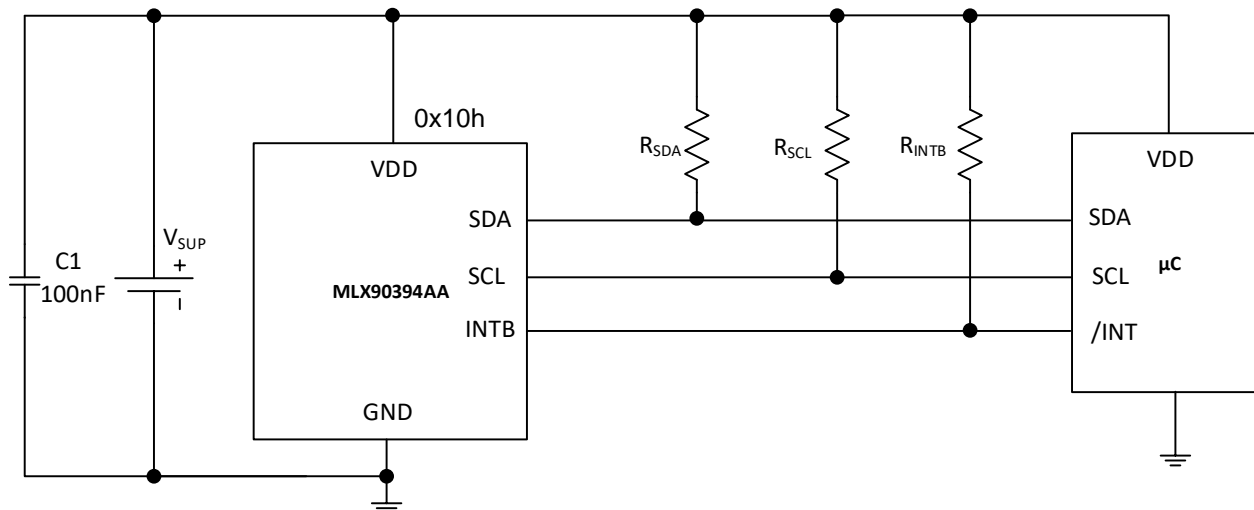 0x10h
VDD
SDA
SCL
INTB
GND
MLX90394AA
C1
100nF
VSUP
+
RSDA
RSCL
RINTB
VDD
SDA
SCL
/INT
µC